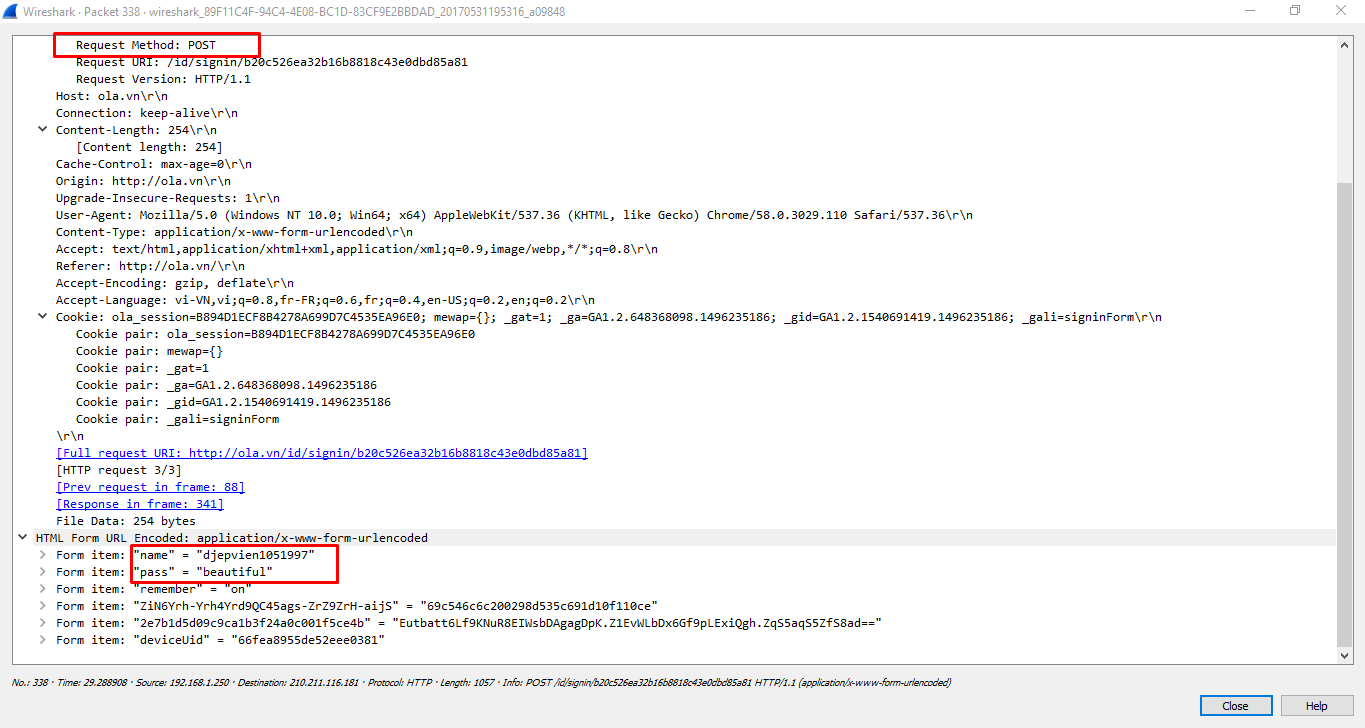 Wireshark · Packet 338 · wireshark_89F11C4F-94C4-4E08-BC1D-83CF9E2BBDAD_20170531195316_a09848
Request Method: POST
Request URI: /id/signin/b20c526ea32b16b8818c43e0dbd85a81
Request Version: HTTP/1.1
Host: ola.vn\r\n
Connection: keep-alive\r\n
Content-Length: 254\r\n
[Content length: 254]
Cache-Control: max-age=0\r\n
Origin: http://ola.vn\r\n
Upgrade-Insecure-Requests: 1\r\n
User-Agent: Mozilla/5.0 (Windows NT 10.0; Win64; x64) AppleWebKit/537.36 (KHTML, like Gecko) Chrome/58.0.3029.110 Safari/537.36\r\n
Content-Type: application/x-www-form-urlencoded\r\n
Accept: text/html,application/xhtml+xml,application/xml;q=0.9,image/webp,*/*;q=0.8\r\n
Referer: http://ola.vn/\r\n
Accept-Encoding: gzip, deflate\r\n
Accept-Language: vi-VN,vi;q=0.8,fr-FR;q=0.6,fr;q=0.4,en-US;q=0.2,en;q=0.2\r\n
Cookie: ola_session=B894D1ECF8B4278A699D7C4535EA96E0; mewap={}; _gat=1; _ga=GA1.2.648368098.1496235186; _gid=GA1.2.1540691419.1496235186; _gali=signinForm\r\n
Cookie pair: ola_session=B894D1ECF8B4278A699D7C4535EA96E0
Cookie pair: mewap={}
Cookie pair: _gat=1
Cookie pair: _ga=GA1.2.648368098.1496235186
Cookie pair: _gid=GA1.2.1540691419.1496235186
Cookie pair: _gali=signinForm
\r\n
[Full request URI: http://ola.vn/id/signin/b20c526ea32b16b8818c43e0dbd85a81]
[HTTP request 3/3]
[Prev request in frame: 88]
[Response in frame: 341]
File Data: 254 bytes
HTML Form URL Encoded: application/x-www-form-urlencoded
Form item: "name" = "djepvien1051997"
Form item: "pass" = "beautiful"
Form item: "remember" = "on"
Form item: "ZiN6Yrh-Yrh4Yrd9QC45ags-ZrZ9ZrH-aijS" = "69c546c6c200298d535c691d10f110ce"
Form item: "2e7b1d5d09c9ca1b3f24a0c001f5ce4b" = "Eutbatt6Lf9KNuR8EIWsbDAgagDpK.Z1EvWLbDx6Gf9pLExiQgh.ZqS5aqS5ZfS8ad=="
Form item: "deviceUid" = "66fea8955de52eee0381"
No.: 338 · Time: 29.288908 · Source: 192.168.1.250 · Destination: 210.211.116.181 · Protocol: HTTP · Length: 1057 · Info: POST /id/signin/b20c526ea32b16b8818c43e0dbd85a81 HTTP/1.1 (application/x-www-form-urlencoded)
Close
Help